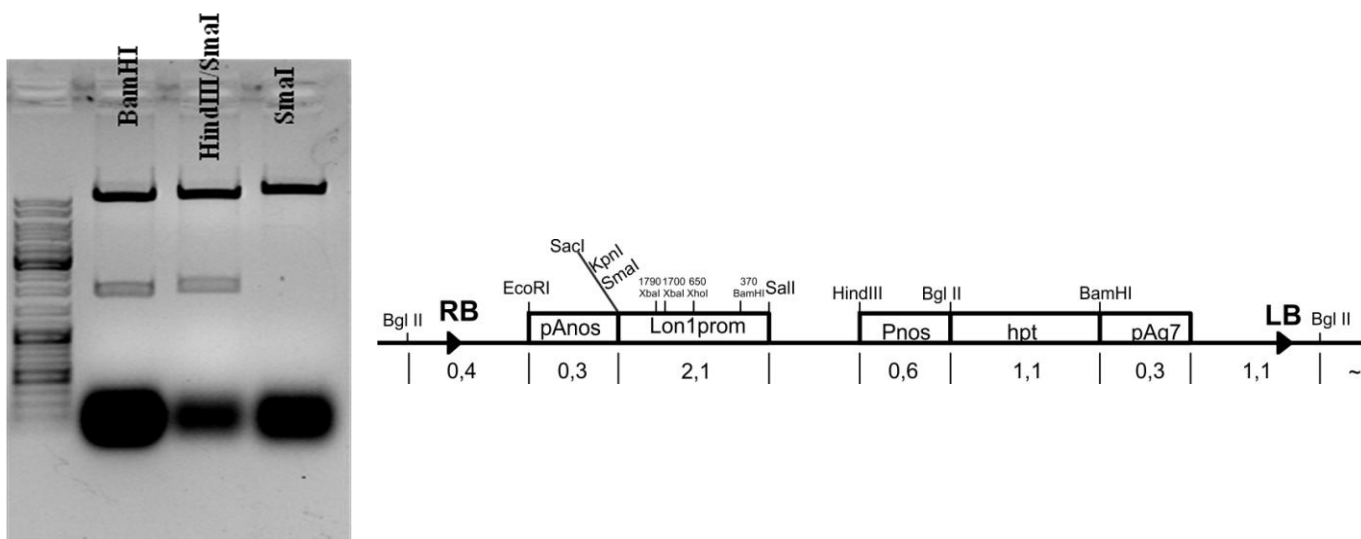 BamHI
HindIII/SmaI
SmaI
SacI
KpnI
SmaI
1790 1700 650 370
XbaI XbaI XhoI BamHI SalI
EcoRI HindIII Bgl II BamHI
Bgl II RB LB Bgl II
pAnos Lon1prom Pnos hpt pAg7
0,4 0,3 2,1 0,6 1,1 0,3 1,1 ~